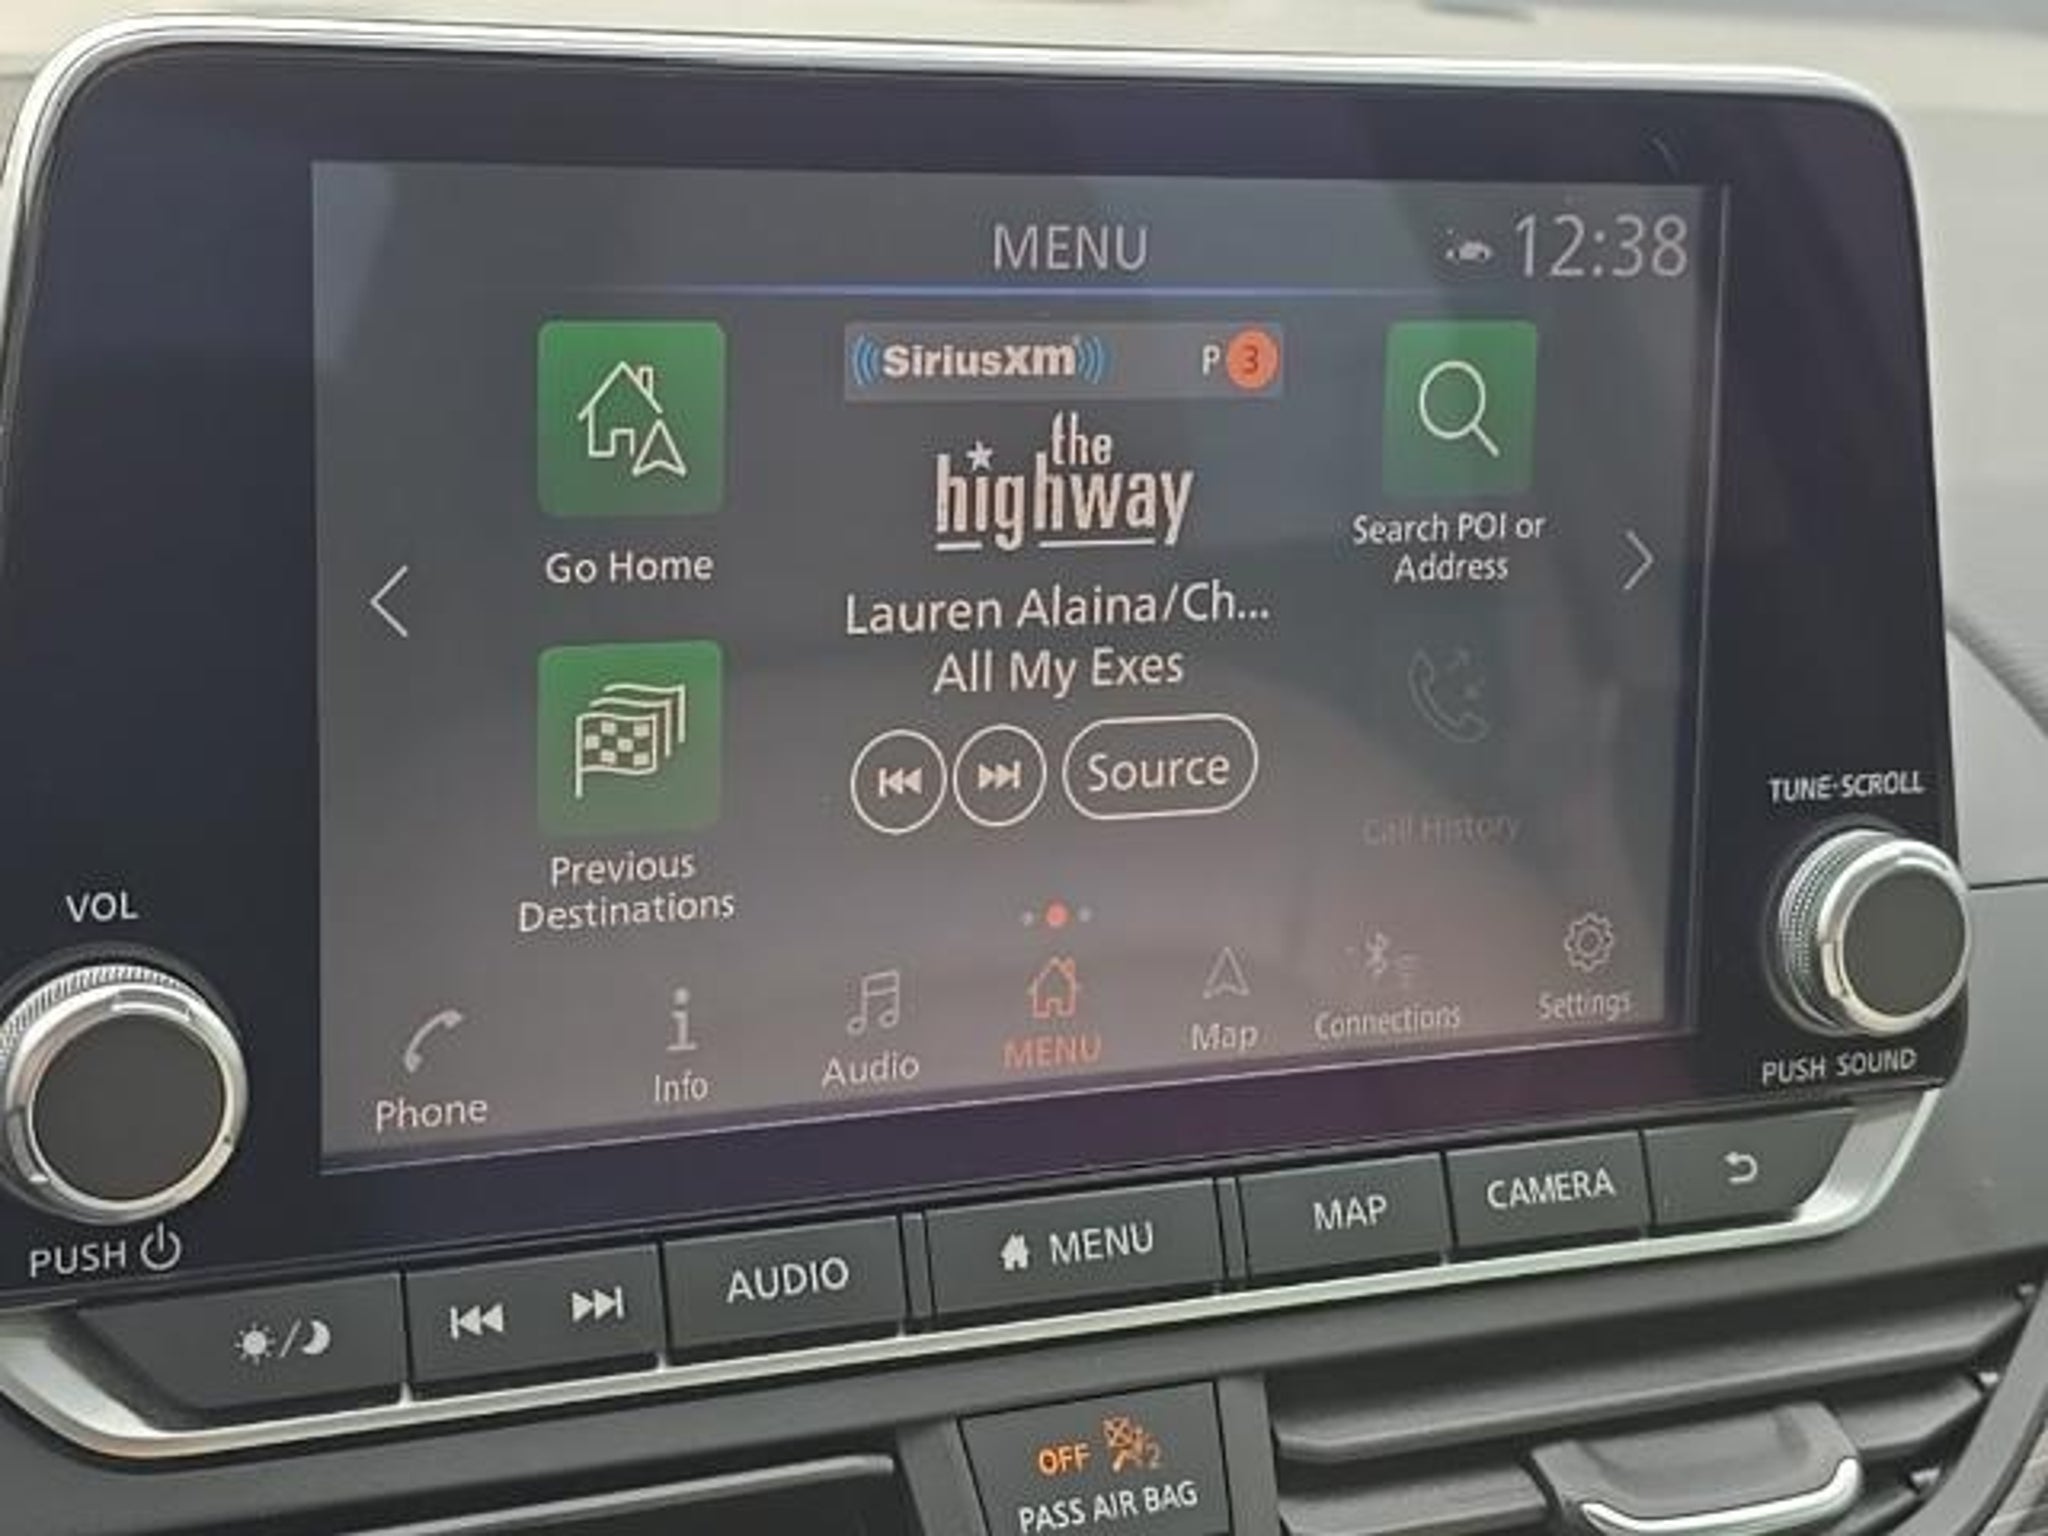 MENU
12:38
SiriusXM
P 3
the
highway
Go Home
Search POI or
Address
Lauren Alaina/Ch...
All My Exes
Source
Call History
Previous
Destinations
Phone
Info
Audio
MENU
Map
Connections
Settings
VOL
PUSH
TUNE·SCROLL
PUSH SOUND
AUDIO
MENU
MAP
CAMERA
OFF
2
PASS AIR BAG